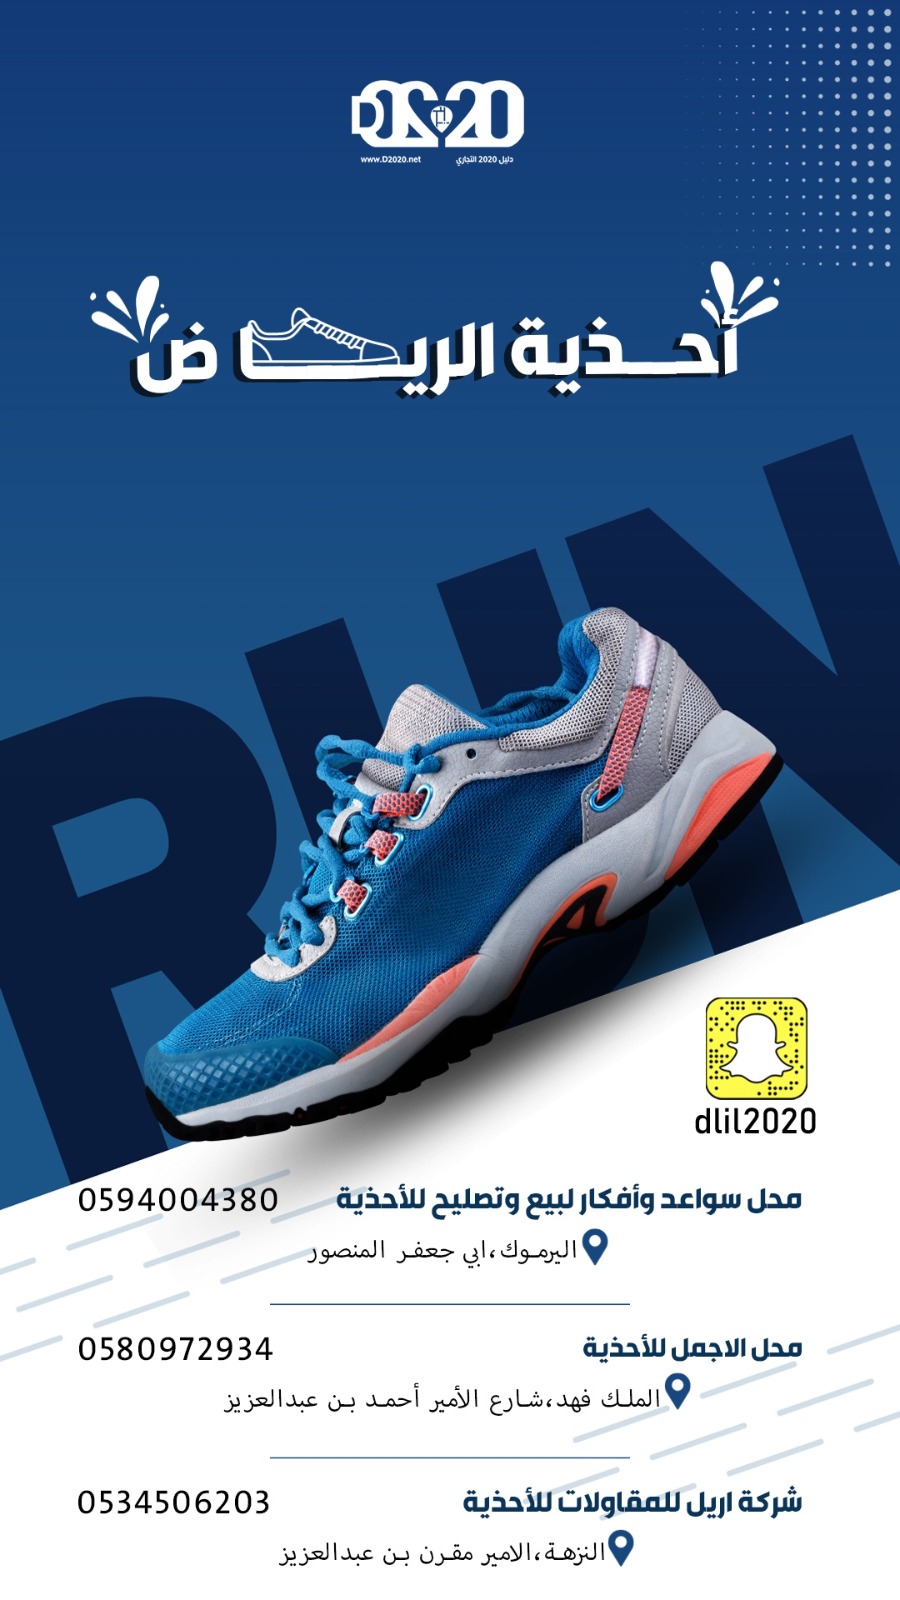 D2020
دليل 2020 التجاري
www.D2020.net
أحـــذية الريـــاض
RUN
dlil2020
محل سواعد وأفكار لبيع وتصليح للأحذية 0594004380
اليرموك،ابي جعفر المنصور
محل الاجمل للأحذية 0580972934
الملك فهد،شارع الأمير أحمد بن عبدالعزيز
شركة اريل للمقاولات للأحذية 0534506203
النزهة،الامير مقرن بن عبدالعزيز